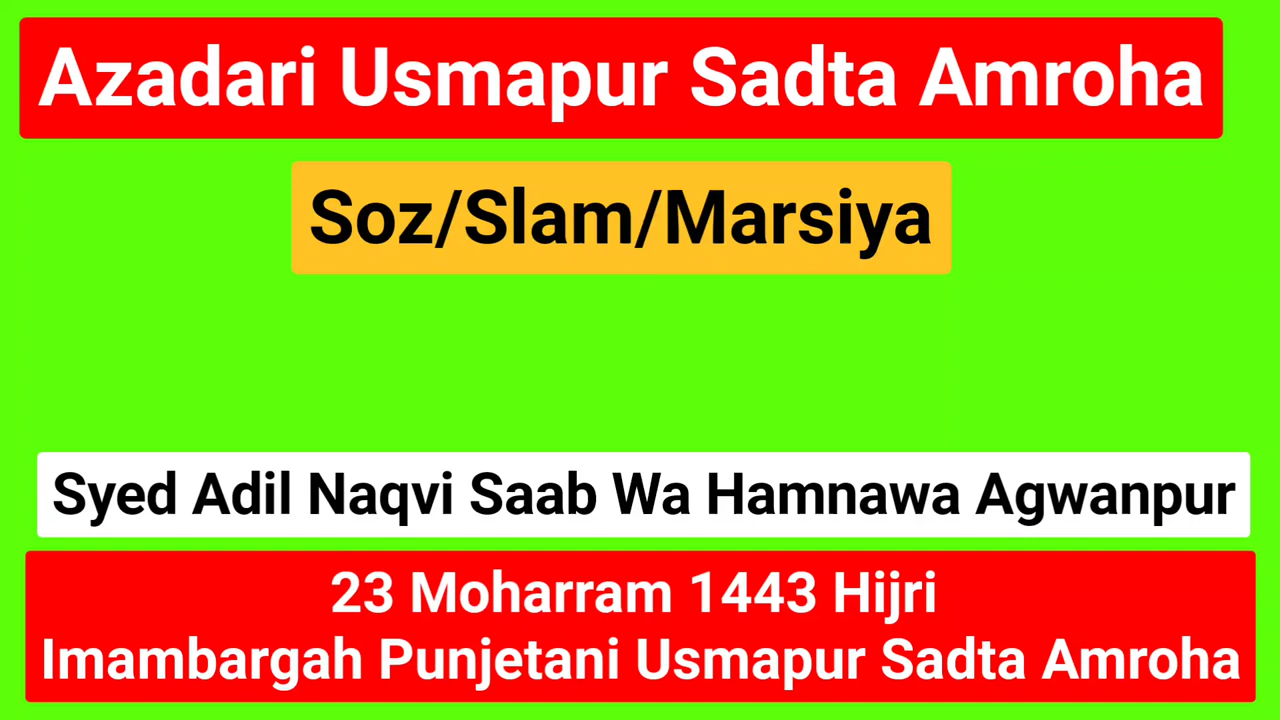 Azadari Usmapur Sadta Amroha
Soz/Slam/Marsiya
Syed Adil Naqvi Saab Wa Hamnawa Agwanpur
23 Moharram 1443 Hijri
Imambargah Punjetani Usmapur Sadta Amroha